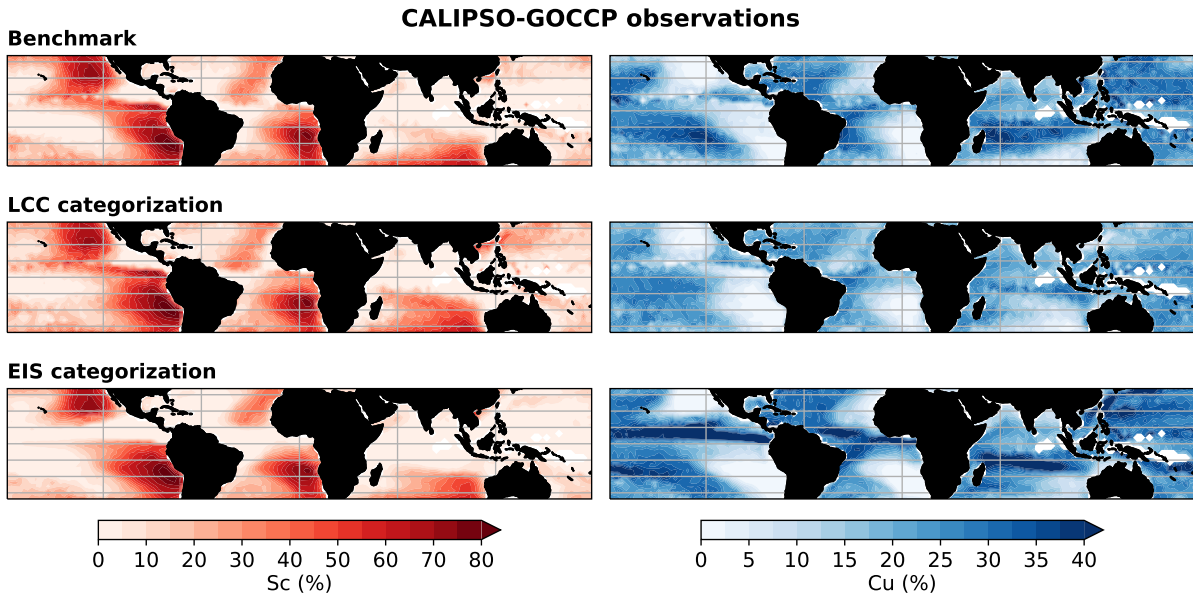 CALIPSO-GOCCP observations
Benchmark
LCC categorization
EIS categorization
0 10 20 30 40 50 60 70 80
Sc (%)
0 5 10 15 20 25 30 35 40
Cu (%)